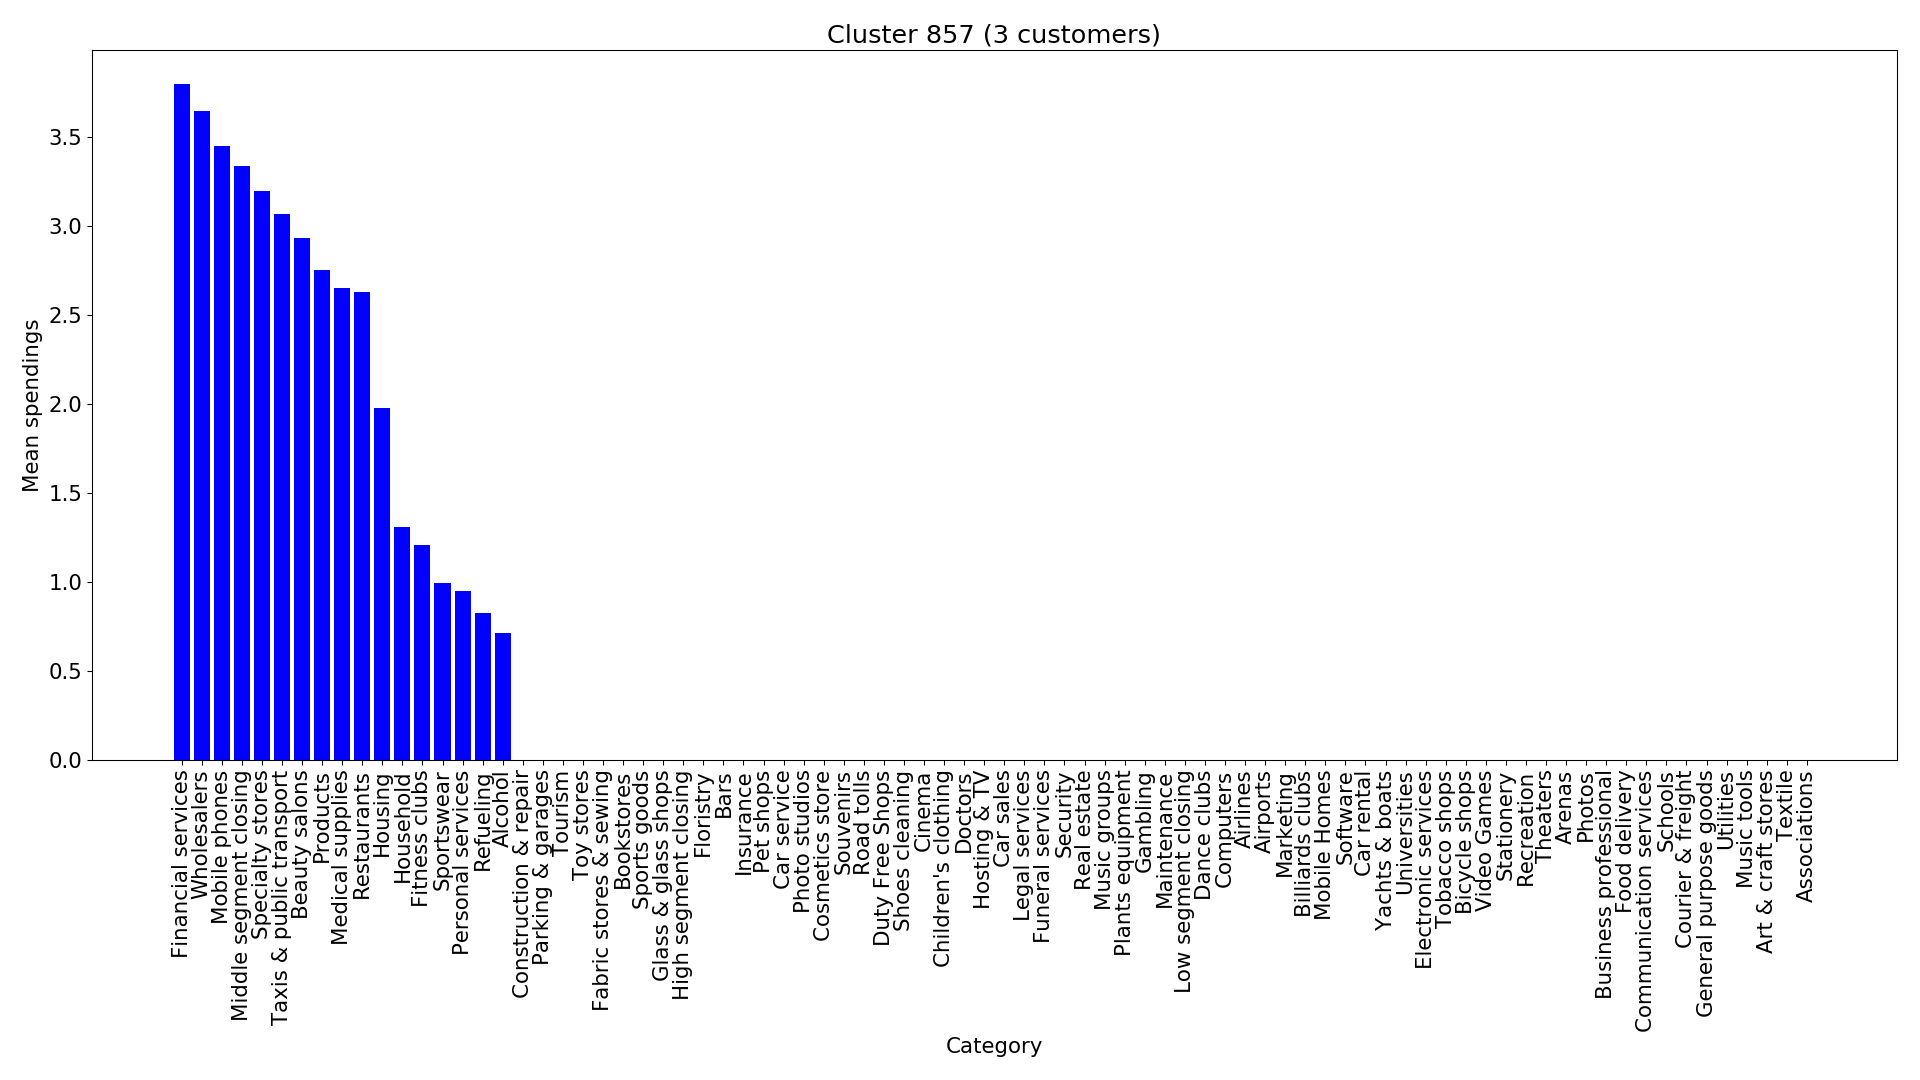 Cluster 857 (3 customers)
Mean spendings
3.5
3.0
2.5
2.0
1.5
1.0
0.5
0.0
Financial services
Wholesalers
Mobile phones
Middle segment closing
Specialty stores
Taxis & public transport
Beauty salons
Products
Medical supplies
Restaurants
Housing
Household
Fitness clubs
Sportswear
Personal services
Refueling
Alcohol
Construction & repair
Parking & garages
Tourism
Toy stores
Fabric stores & sewing
Bookstores
Sports goods
Glass & glass shops
High segment closing
Floristry
Bars
Insurance
Pet shops
Car service
Photo studios
Cosmetics store
Souvenirs
Road tolls
Duty Free Shops
Shoes cleaning
Cinema
Children's clothing
Doctors
Hosting & TV
Car sales
Legal services
Funeral services
Security
Real estate
Music groups
Plants equipment
Gambling
Maintenance
Low segment closing
Dance clubs
Computers
Airlines
Airports
Marketing
Billiards clubs
Mobile Homes
Software
Car rental
Yachts & boats
Universities
Electronic services
Tobacco shops
Bicycle shops
Video Games
Stationery
Recreation
Theaters
Arenas
Photos
Business professional
Food delivery
Communication services
Schools
Courier & freight
General purpose goods
Utilities
Music tools
Art & craft stores
Textile
Associations
Category